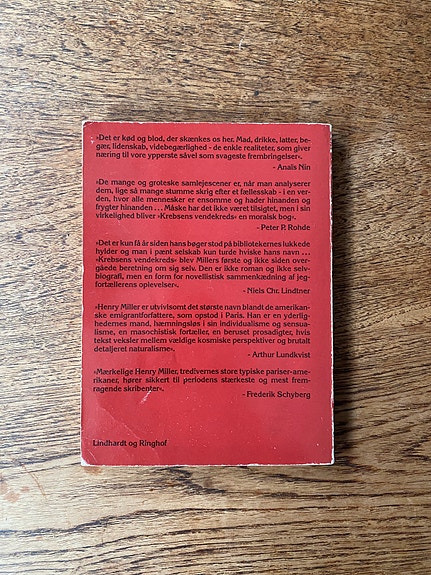 »Det er kød og blod, der skænkes os her. Mad, drikke, latter, be-
gær, lidenskab, videbegærlighed - de enkle realiteter, som giver
næring til vore ypperste såvel som svageste frembringelser«.
- Anaïs Nin
»De mange og groteske samlejescener er, når man analyserer
dem, lige så mange stumme skrig efter et fællesskab - i en ver-
den, hvor alle mennesker er ensomme og hader hinanden og
frygter hinanden . . . Måske har det ikke været tilsigtet, men i sin
virkelighed bliver »Krebsens vendekreds« en moralsk bog«.
- Peter P. Rohde
»Det er kun få år siden hans bøger stod på bibliotekernes lukkede
hylder og man i pænt selskab kun turde hviske hans navn . . .
»Krebsens vendekreds« blev Millers første og ikke siden over-
gåede beretning om sig selv. Den er ikke roman og ikke selv-
biografi, men en form for novellistisk sammenkædning af jeg-
fortællerens oplevelser«.
- Niels Chr. Lindtner
»Henry Miller er utvivlsomt det største navn blandt de amerikan-
ske emigrantforfattere, som opstod i Paris. Han er en yderlig-
hedernes mand, hæmningsløs i sin individualisme og sensua-
lisme, en masochistisk fortæller, en beruset prosadigter, hvis
tekst veksler mellem vældige kosmiske perspektiver og brutalt
detaljeret naturalisme«.
- Arthur Lundkvist
»Mærkelige Henry Miller, tredivernes store typiske pariser-ame-
rikaner, hører sikkert til periodens stærkeste og mest frem-
ragende skribenter«.
- Frederik Schyberg
Lindhardt og Ringhof